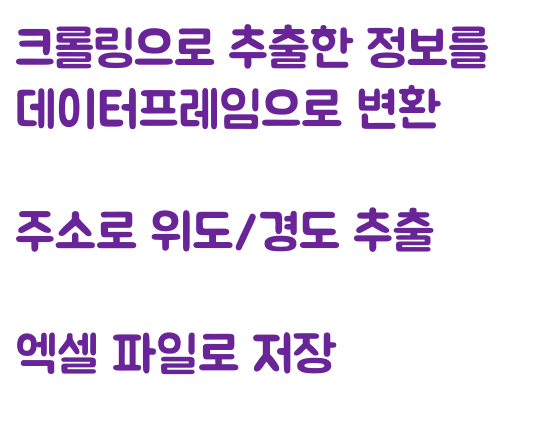 크롤링으로 추출한 정보를
데이터프레임으로 변환
주소로 위도/경도 추출
엑셀 파일로 저장